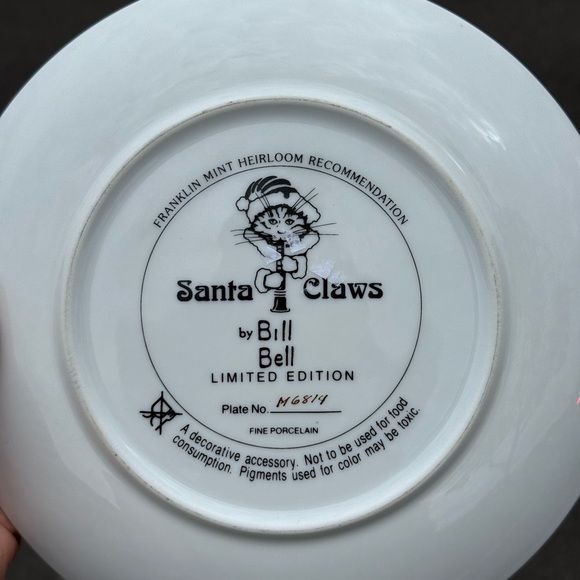 FRANKLIN MINT HEIRLOOM RECOMMENDATION
Santa Claws
by Bill
Bell
LIMITED EDITION
Plate No. M6814
FINE PORCELAIN
A decorative accessory. Not to be used for food
consumption. Pigments used for color may be toxic.